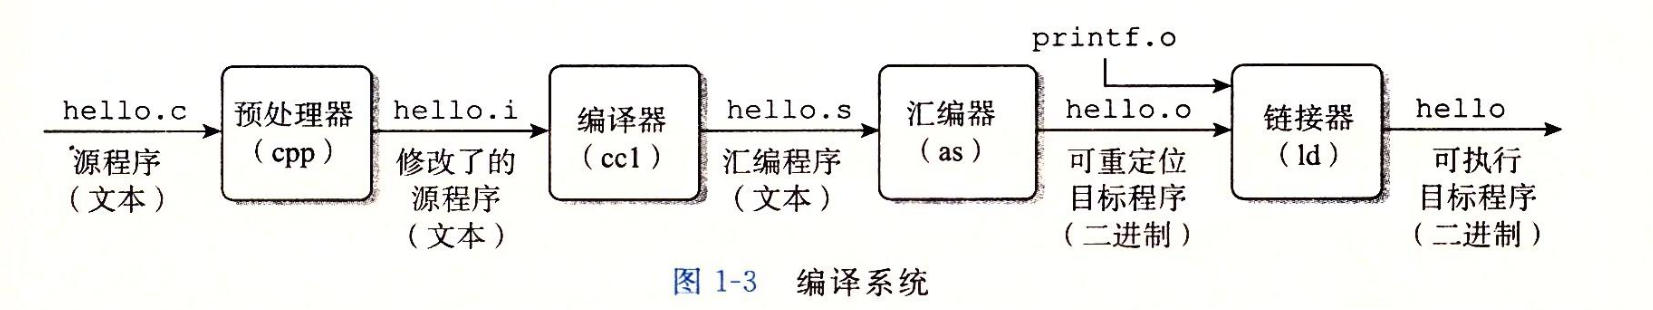 printf.o
hello.c
预处理器
(cpp)
hello.i
编译器
(cc1)
hello.s
汇编器
(as)
hello.o
链接器
(ld)
hello
源程序
(文本)
修改了的
源程序
(文本)
汇编程序
(文本)
可重定位
目标程序
(二进制)
可执行
目标程序
(二进制)
图 1-3 编译系统